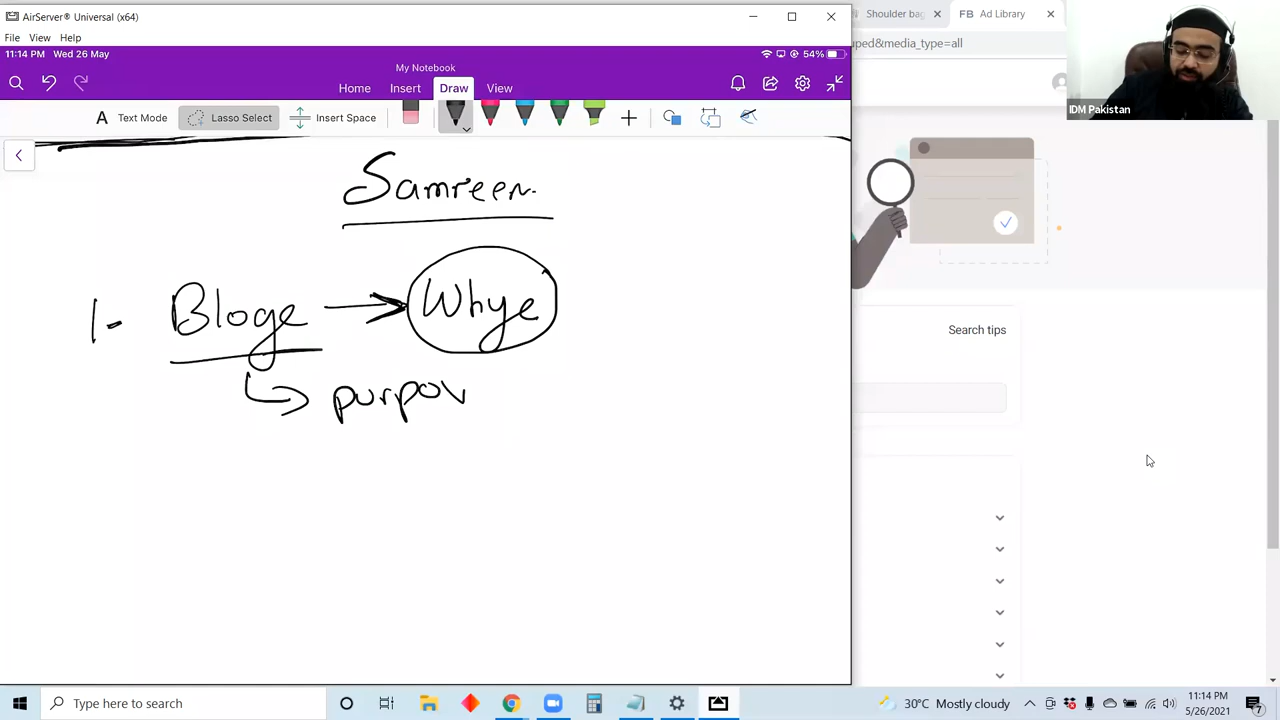 AirServer® Universal (x64)
Shoulder bag
FB Ad Library
File View Help
uped&media_type=all
11:14 PM Wed 26 May
54%
My Notebook
Home Insert Draw View
IDM Pakistan
Text Mode Lasso Select Insert Space
Samreen
1- Bloge → Whye
purpov
Search tips
Type here to search
30°C Mostly cloudy
11:14 PM
5/26/2021
7